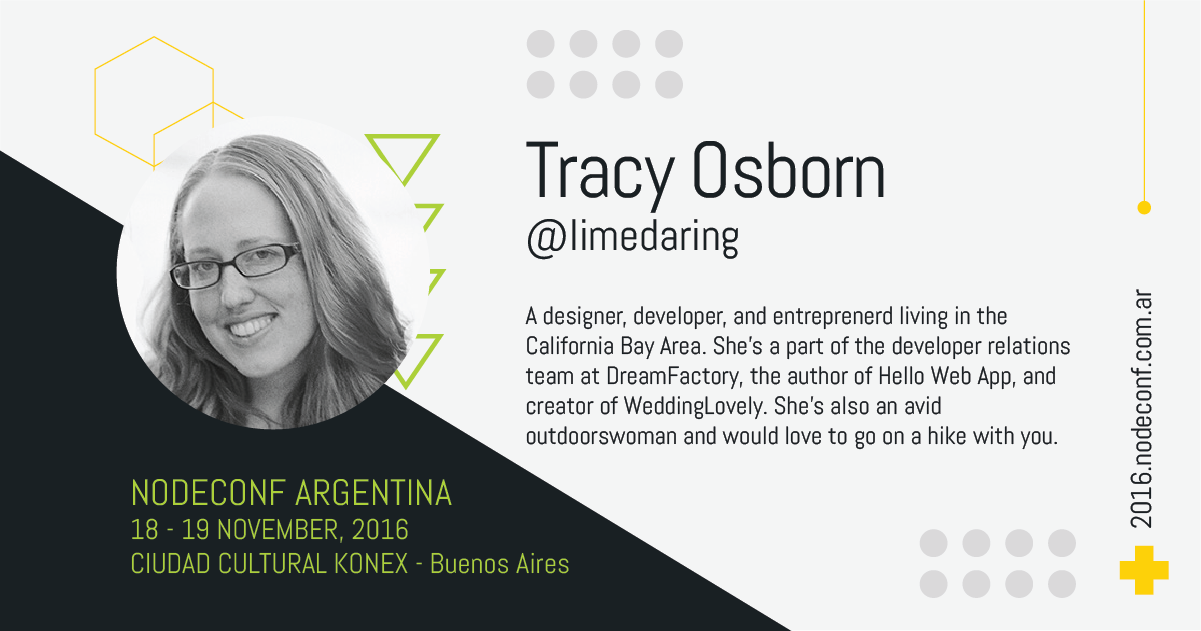 Tracy Osborn
@limedaring
A designer, developer, and entreprenerd living in the
California Bay Area. She's a part of the developer relations
team at DreamFactory, the author of Hello Web App, and
creator of WeddingLovely. She's also an avid
outdoorswoman and would love to go on a hike with you.
NODECONF ARGENTINA
18 - 19 NOVEMBER, 2016
CIUDAD CULTURAL KONEX - Buenos Aires
2016.nodeconf.com.ar